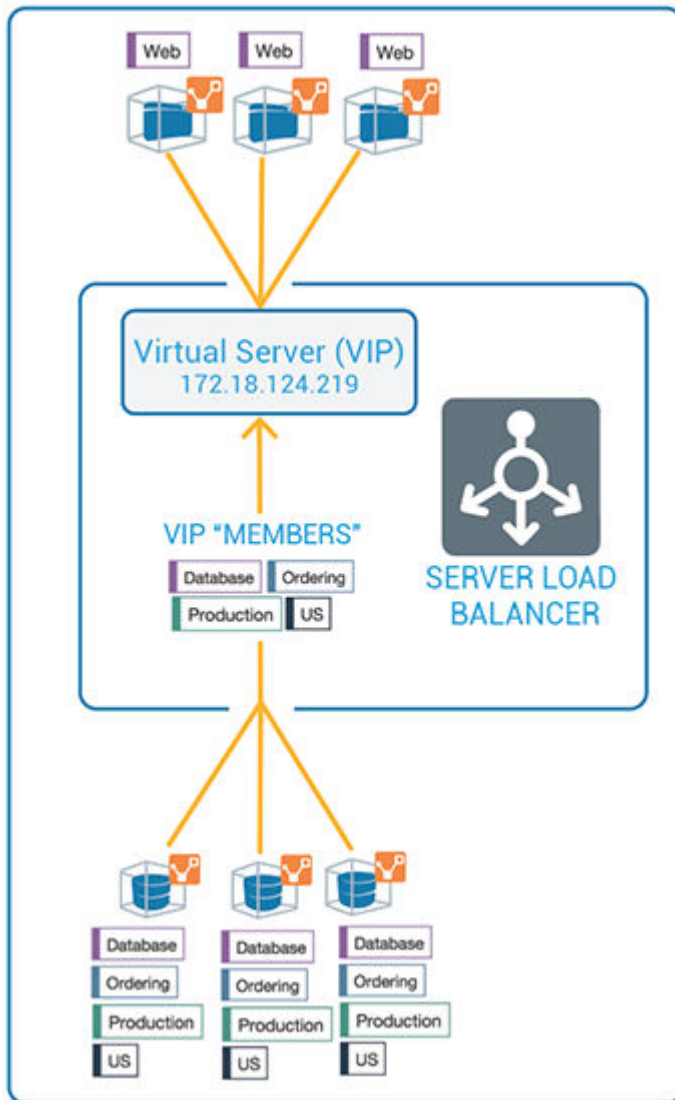 Web
Web
Web
Virtual Server (VIP)
172.18.124.219
VIP “MEMBERS”
Database
Ordering
Production
US
SERVER LOAD
BALANCER
Database
Ordering
Production
US
Database
Ordering
Production
US
Database
Ordering
Production
US